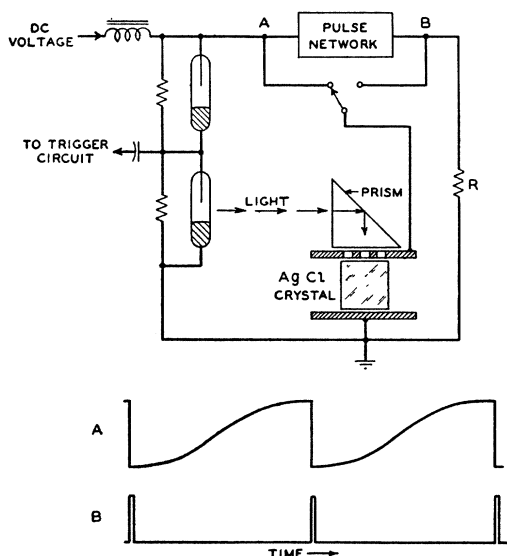 DC
VOLTAGE
A
PULSE
NETWORK
B
TO TRIGGER
CIRCUIT
LIGHT
PRISM
R
Ag Cl
CRYSTAL
A
B
TIME